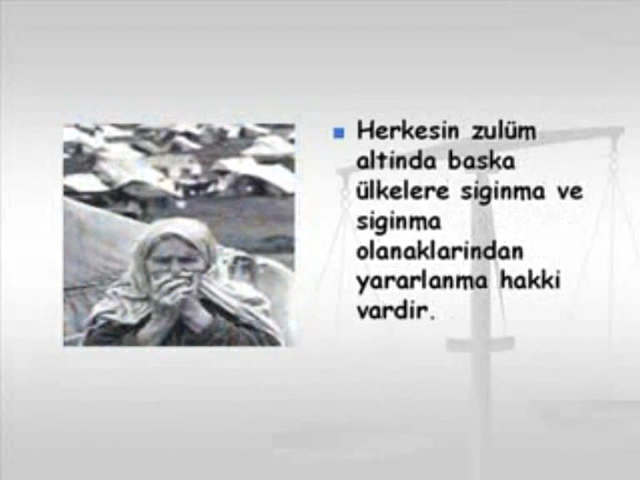 Herkesin zulüm
altinda baska
ülkelere siginma ve
siginma
olanaklarindan
yararlanma hakki
vardir.